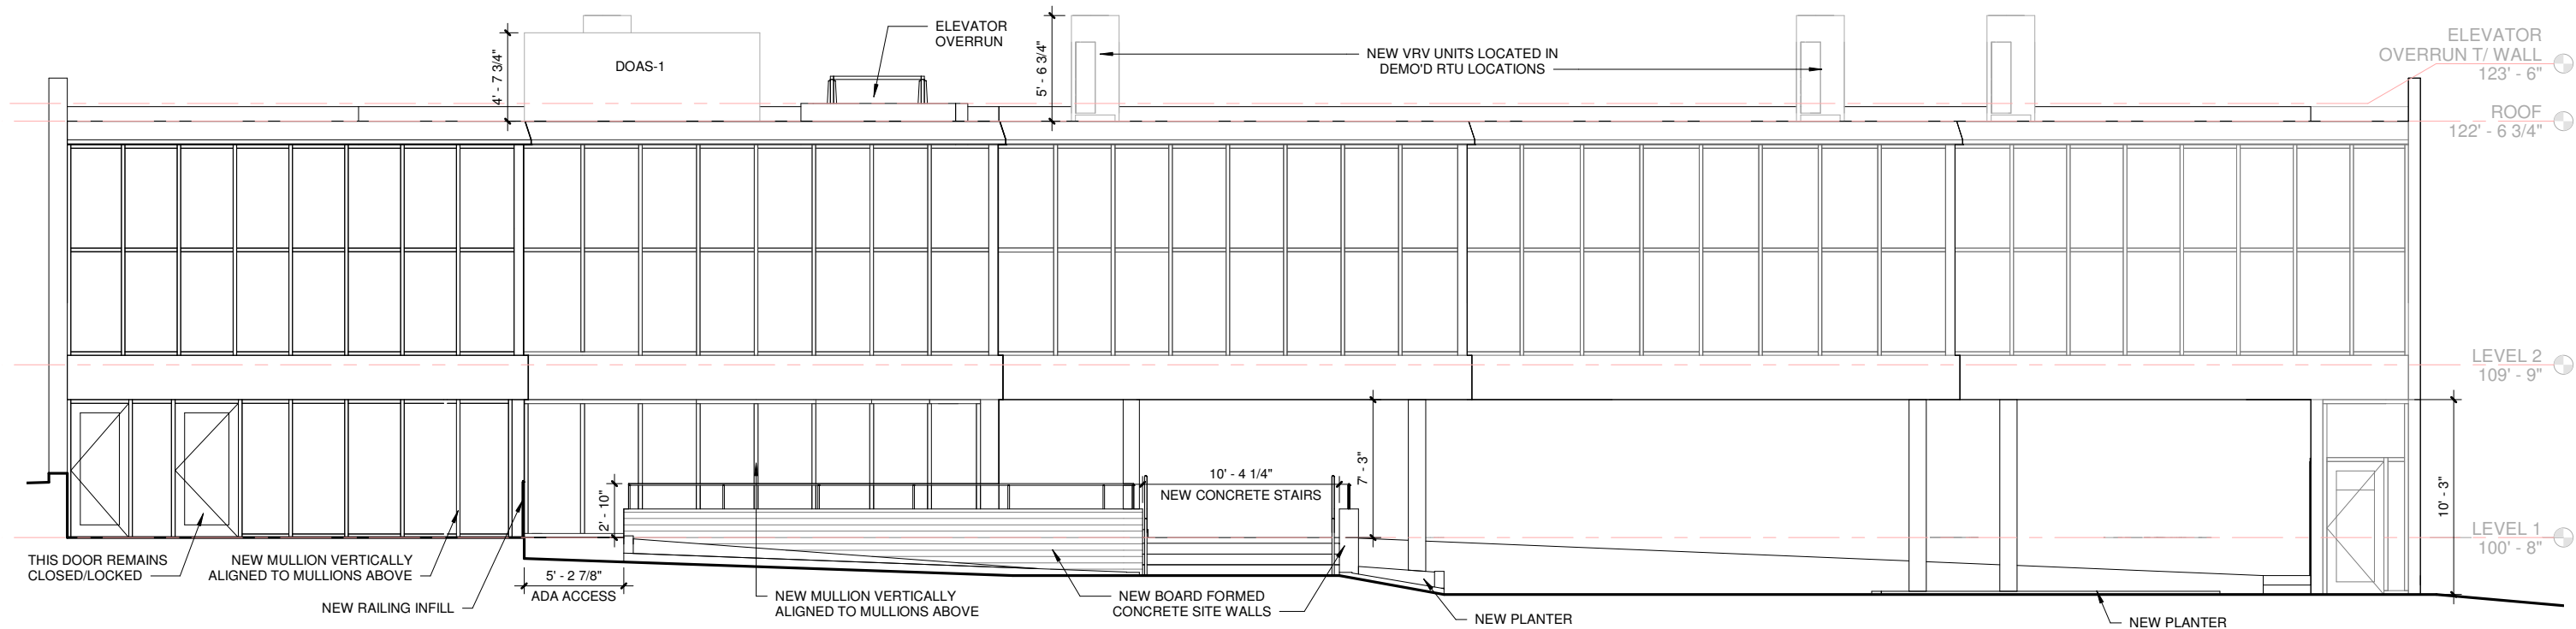 ELEVATOR
OVERRUN
DOAS-1
4' - 7 3/4"
5' - 6 3/4"
NEW VRV UNITS LOCATED IN
DEMO'D RTU LOCATIONS
ELEVATOR
OVERRUN T/ WALL
123' - 6"
ROOF
122' - 6 3/4"
LEVEL 2
109' - 9"
LEVEL 1
100' - 8"
10' - 3"
7' - 3"
10' - 4 1/4"
NEW CONCRETE STAIRS
2' - 10"
THIS DOOR REMAINS
CLOSED/LOCKED
NEW MULLION VERTICALLY
ALIGNED TO MULLIONS ABOVE
NEW RAILING INFILL
5' - 2 7/8"
ADA ACCESS
NEW MULLION VERTICALLY
ALIGNED TO MULLIONS ABOVE
NEW BOARD FORMED
CONCRETE SITE WALLS
NEW PLANTER
NEW PLANTER